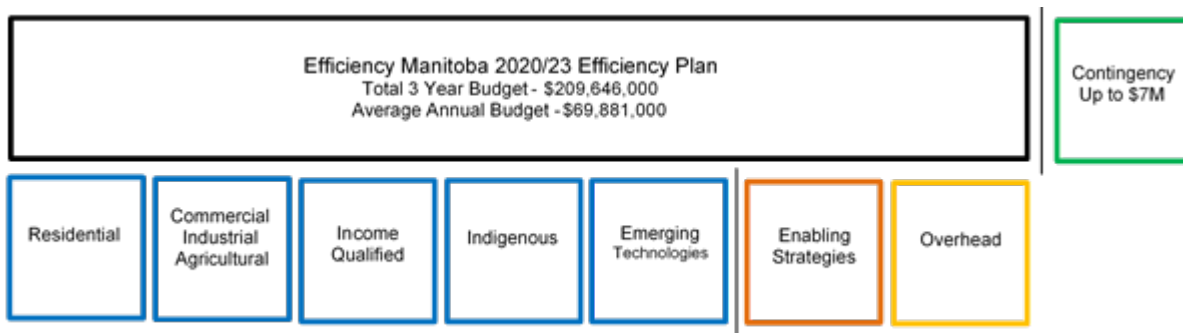 Efficiency Manitoba 2020/23 Efficiency Plan
Total 3 Year Budget - $209,646,000
Average Annual Budget -$69,881,000
Contingency
Up to $7M
Residential
Commercial
Industrial
Agricultural
Income
Qualified
Indigenous
Emerging
Technologies
Enabling
Strategies
Overhead